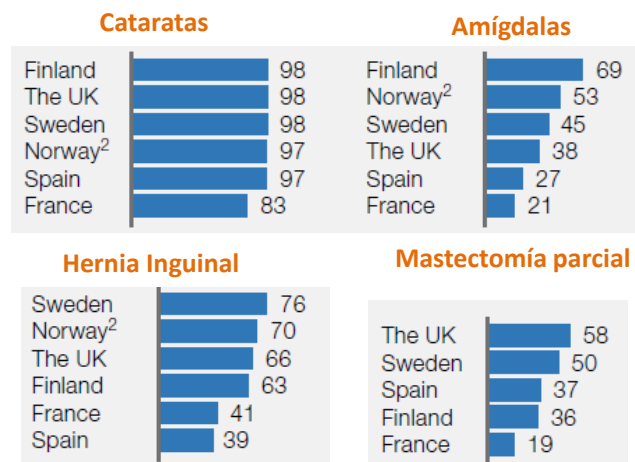 Cataratas
Finland 98
The UK 98
Sweden 98
Norway² 97
Spain 97
France 83
Amígdalas
Finland 69
Norway² 53
Sweden 45
The UK 38
Spain 27
France 21
Hernia Inguinal
Sweden 76
Norway² 70
The UK 66
Finland 63
France 41
Spain 39
Mastectomía parcial
The UK 58
Sweden 50
Spain 37
Finland 36
France 19